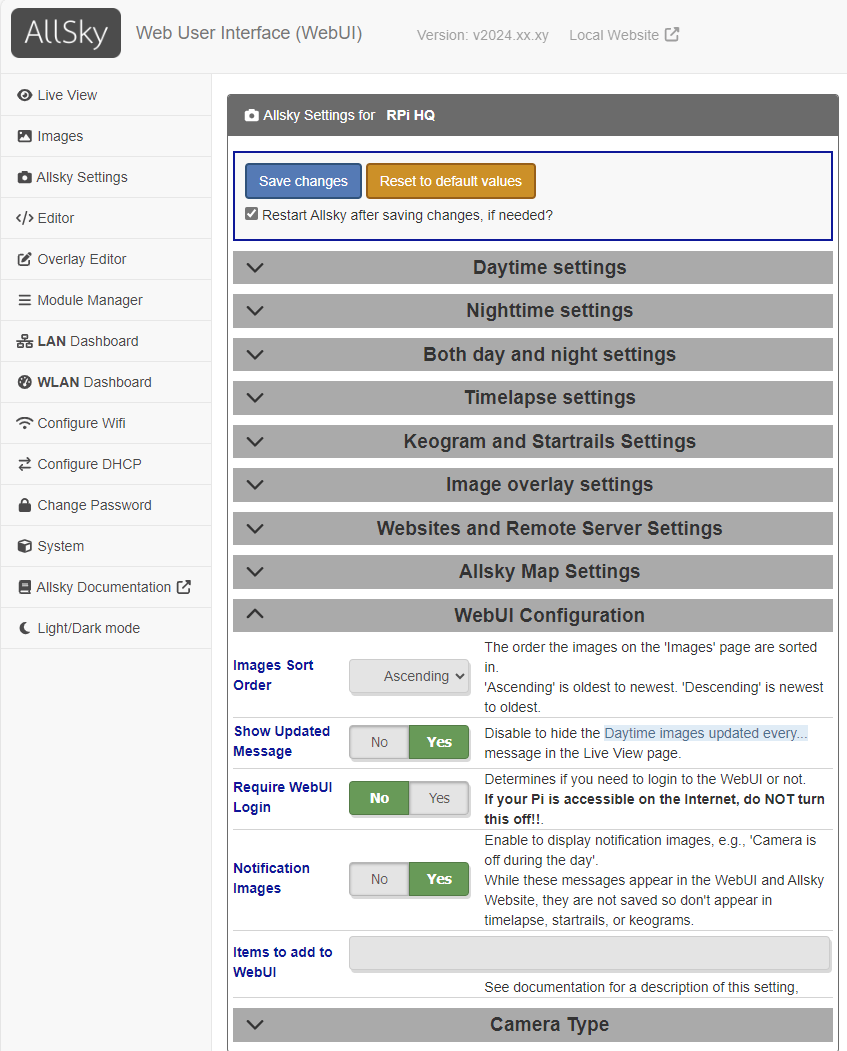 AllSky
Web User Interface (WebUI)
Version: v2024.xx.xy
Local Website
Live View
Images
Allsky Settings
Editor
Overlay Editor
Module Manager
LAN Dashboard
WLAN Dashboard
Configure Wifi
Configure DHCP
Change Password
System
Allsky Documentation
Light/Dark mode
Allsky Settings for RPi HQ
Save changes
Reset to default values
Restart Allsky after saving changes, if needed?
Daytime settings
Nighttime settings
Both day and night settings
Timelapse settings
Keogram and Startrails Settings
Image overlay settings
Websites and Remote Server Settings
Allsky Map Settings
WebUI Configuration
Images Sort
Order
Ascending
The order the images on the 'Images' page are sorted
in.
'Ascending' is oldest to newest. 'Descending' is newest
to oldest.
Show Updated
Message
No
Yes
Disable to hide the Daytime images updated every...
message in the Live View page.
Require WebUI
Login
No
Yes
Determines if you need to login to the WebUI or not.
If your Pi is accessible on the Internet, do NOT turn
this off!!.
Notification
Images
No
Yes
Enable to display notification images, e.g., 'Camera is
off during the day'.
While these messages appear in the WebUI and Allsky
Website, they are not saved so don't appear in
timelapse, startrails, or keograms.
Items to add to
WebUI
See documentation for a description of this setting,
Camera Type